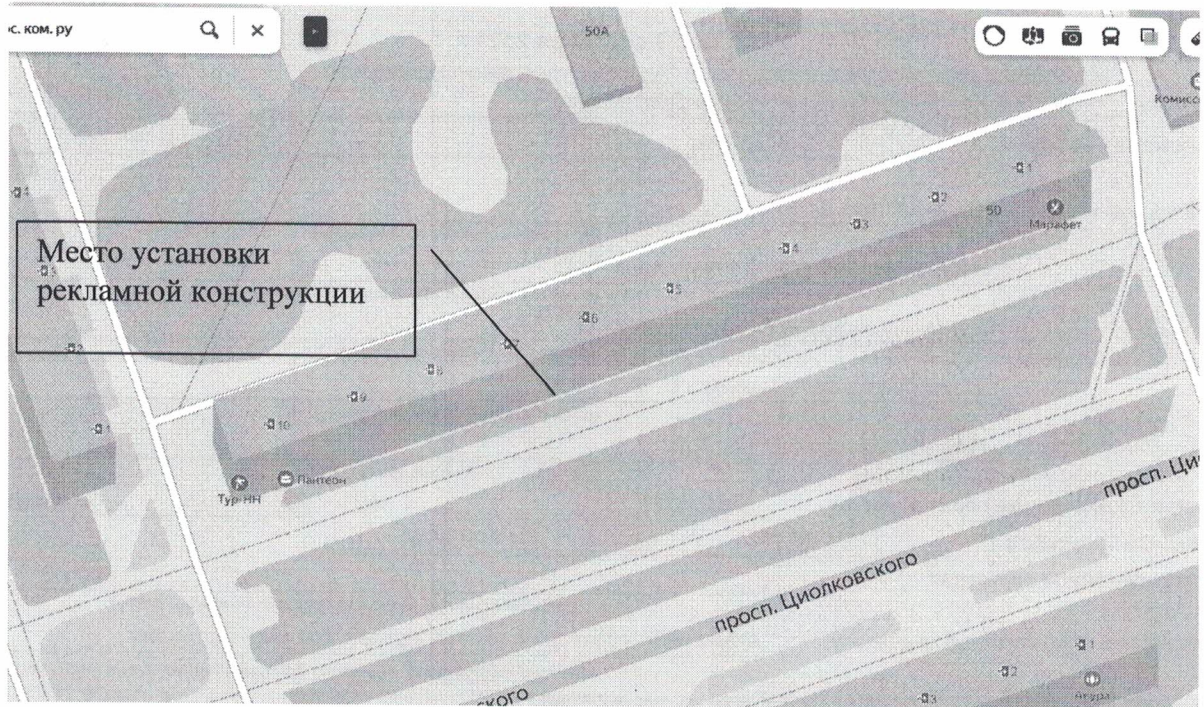 с. ком. ру
50А
Комисс
1
2
3
50
Марафет
4
5
6
7
8
9
10
Место установки
рекламной конструкции
4
3
2
1
Тур-НН
Пантеон
просп. Ци
просп. Циолковского
ского
1
2
3